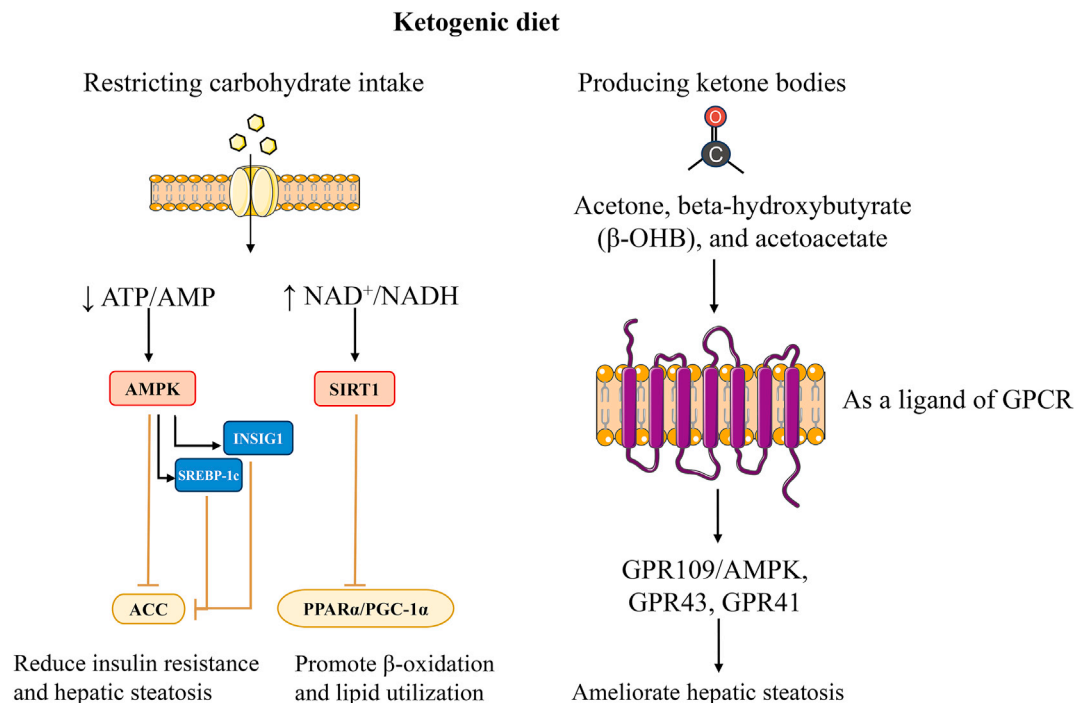 Ketogenic diet
Restricting carbohydrate intake
↓ ATP/AMP
↑ NAD⁺/NADH
AMPK
SIRT1
INSIG1
SREBP-1c
ACC
PPARα/PGC-1α
Reduce insulin resistance
and hepatic steatosis
Promote β-oxidation
and lipid utilization
Producing ketone bodies
O
C
Acetone, beta-hydroxybutyrate
(β-OHB), and acetoacetate
As a ligand of GPCR
GPR109/AMPK,
GPR43, GPR41
Ameliorate hepatic steatosis